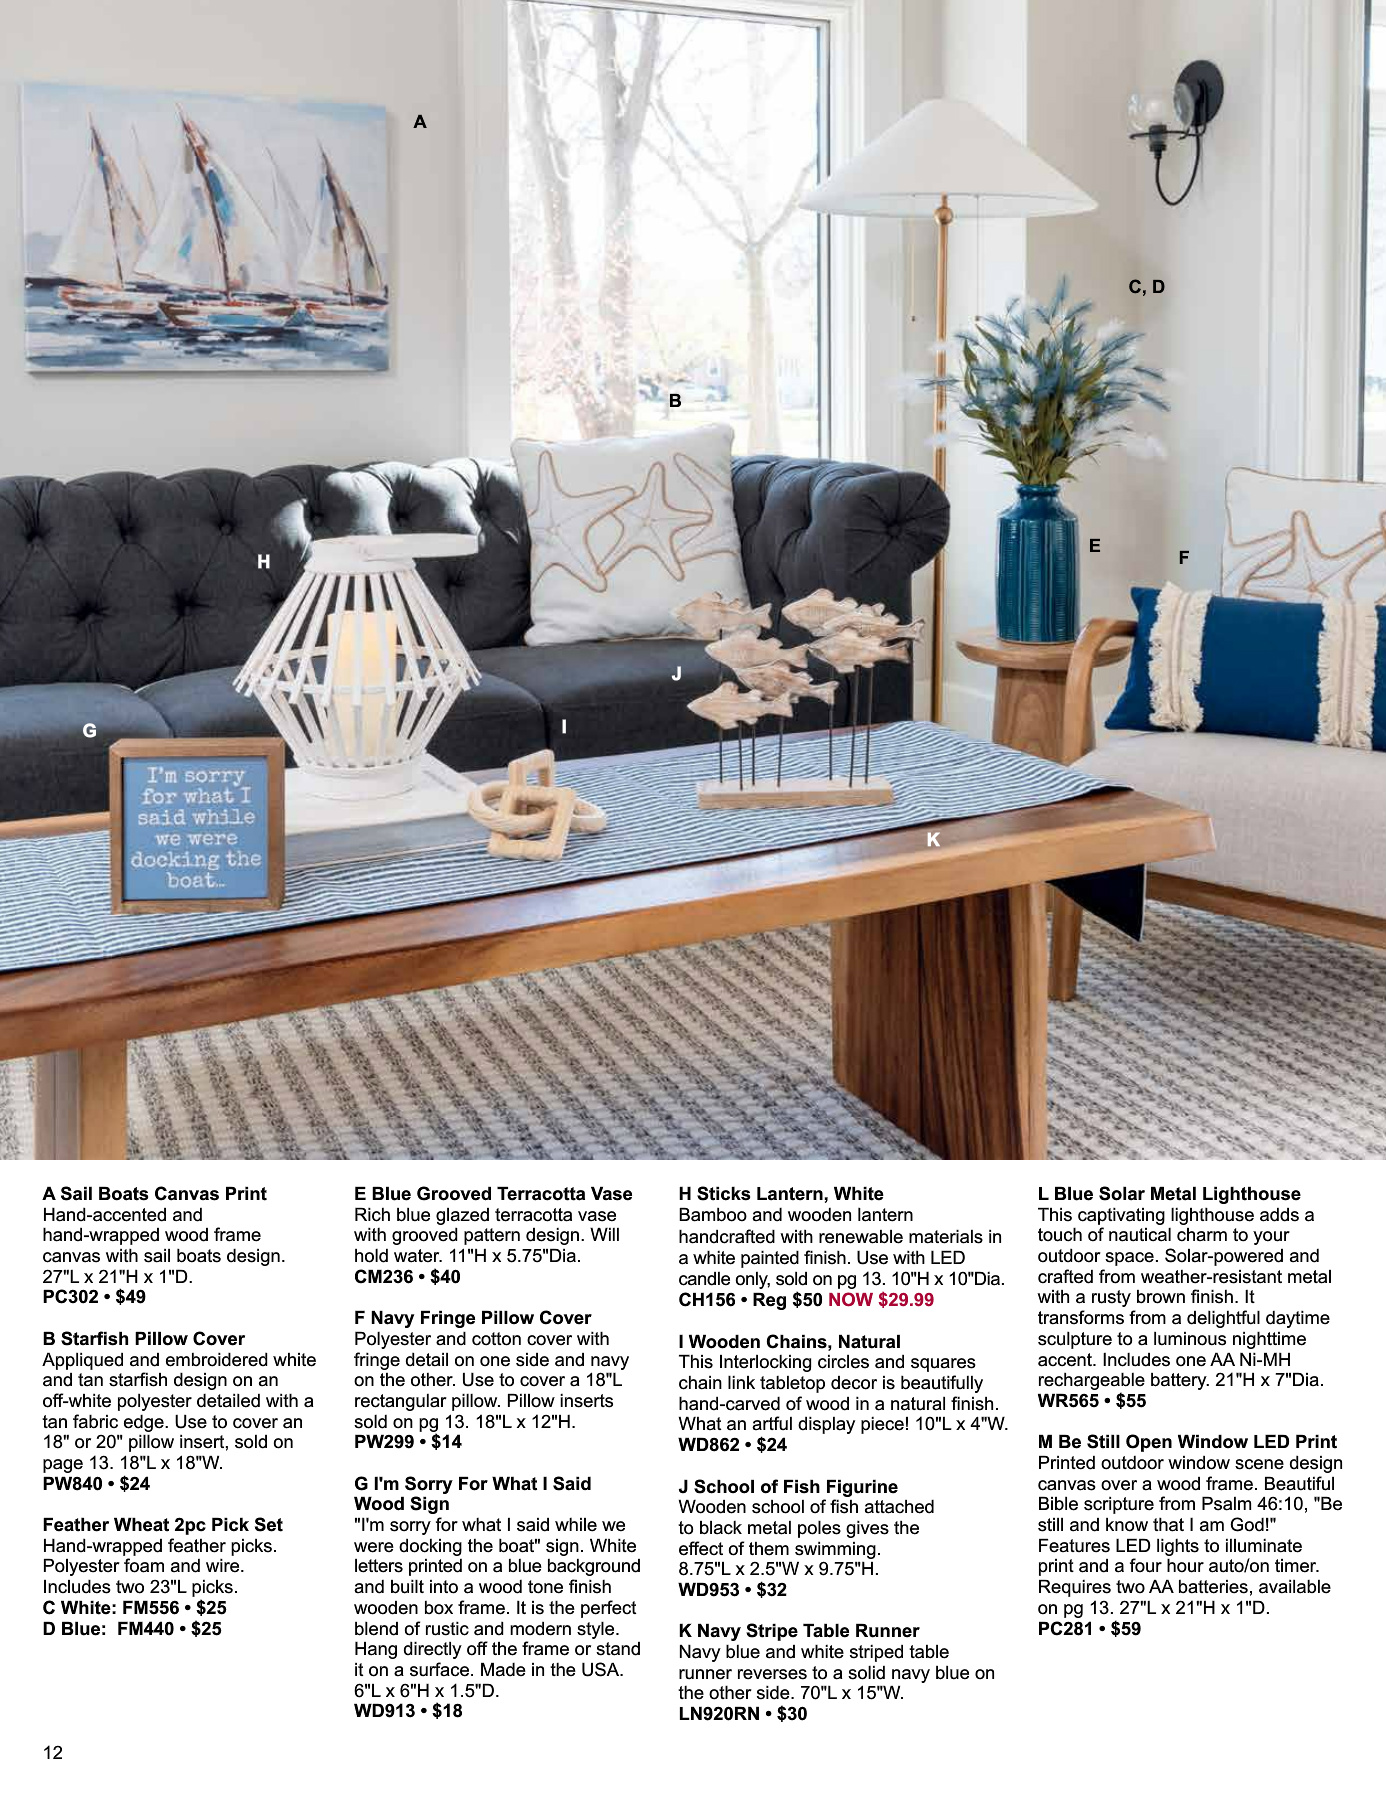 A
C, D
B
E
F
H
J
I
G
K
I'm sorry
for what I
said while
we were
docking the
boat...
A Sail Boats Canvas Print
Hand-accented and
hand-wrapped wood frame
canvas with sail boats design.
27"L x 21"H x 1"D.
PC302 • $49
B Starfish Pillow Cover
Appliqued and embroidered white
and tan starfish design on an
off-white polyester detailed with a
tan fabric edge. Use to cover an
18" or 20" pillow insert, sold on
page 13. 18"L x 18"W.
PW840 • $24
Feather Wheat 2pc Pick Set
Hand-wrapped feather picks.
Polyester foam and wire.
Includes two 23"L picks.
C White: FM556 • $25
D Blue:  FM440 • $25
E Blue Grooved Terracotta Vase
Rich blue glazed terracotta vase
with grooved pattern design. Will
hold water. 11"H x 5.75"Dia.
CM236 • $40
F Navy Fringe Pillow Cover
Polyester and cotton cover with
fringe detail on one side and navy
on the other. Use to cover a 18"L
rectangular pillow. Pillow inserts
sold on pg 13. 18"L x 12"H.
PW299 • $14
G I'm Sorry For What I Said
Wood Sign
"I'm sorry for what I said while we
were docking the boat" sign. White
letters printed on a blue background
and built into a wood tone finish
wooden box frame. It is the perfect
blend of rustic and modern style.
Hang directly off the frame or stand
it on a surface. Made in the USA.
6"L x 6"H x 1.5"D.
WD913 • $18
H Sticks Lantern, White
Bamboo and wooden lantern
handcrafted with renewable materials in
a white painted finish. Use with LED
candle only, sold on pg 13. 10"H x 10"Dia.
CH156 • Reg $50 NOW $29.99
I Wooden Chains, Natural
This Interlocking circles and squares
chain link tabletop decor is beautifully
hand-carved of wood in a natural finish.
What an artful display piece! 10"L x 4"W.
WD862 • $24
J School of Fish Figurine
Wooden school of fish attached
to black metal poles gives the
effect of them swimming.
8.75"L x 2.5"W x 9.75"H.
WD953 • $32
K Navy Stripe Table Runner
Navy blue and white striped table
runner reverses to a solid navy blue on
the other side. 70"L x 15"W.
LN920RN • $30
L Blue Solar Metal Lighthouse
This captivating lighthouse adds a
touch of nautical charm to your
outdoor space. Solar-powered and
crafted from weather-resistant metal
with a rusty brown finish. It
transforms from a delightful daytime
sculpture to a luminous nighttime
accent. Includes one AA Ni-MH
rechargeable battery. 21"H x 7"Dia.
WR565 • $55
M Be Still Open Window LED Print
Printed outdoor window scene design
canvas over a wood frame. Beautiful
Bible scripture from Psalm 46:10, "Be
still and know that I am God!"
Features LED lights to illuminate
print and a four hour auto/on timer.
Requires two AA batteries, available
on pg 13. 27"L x 21"H x 1"D.
PC281 • $59
12